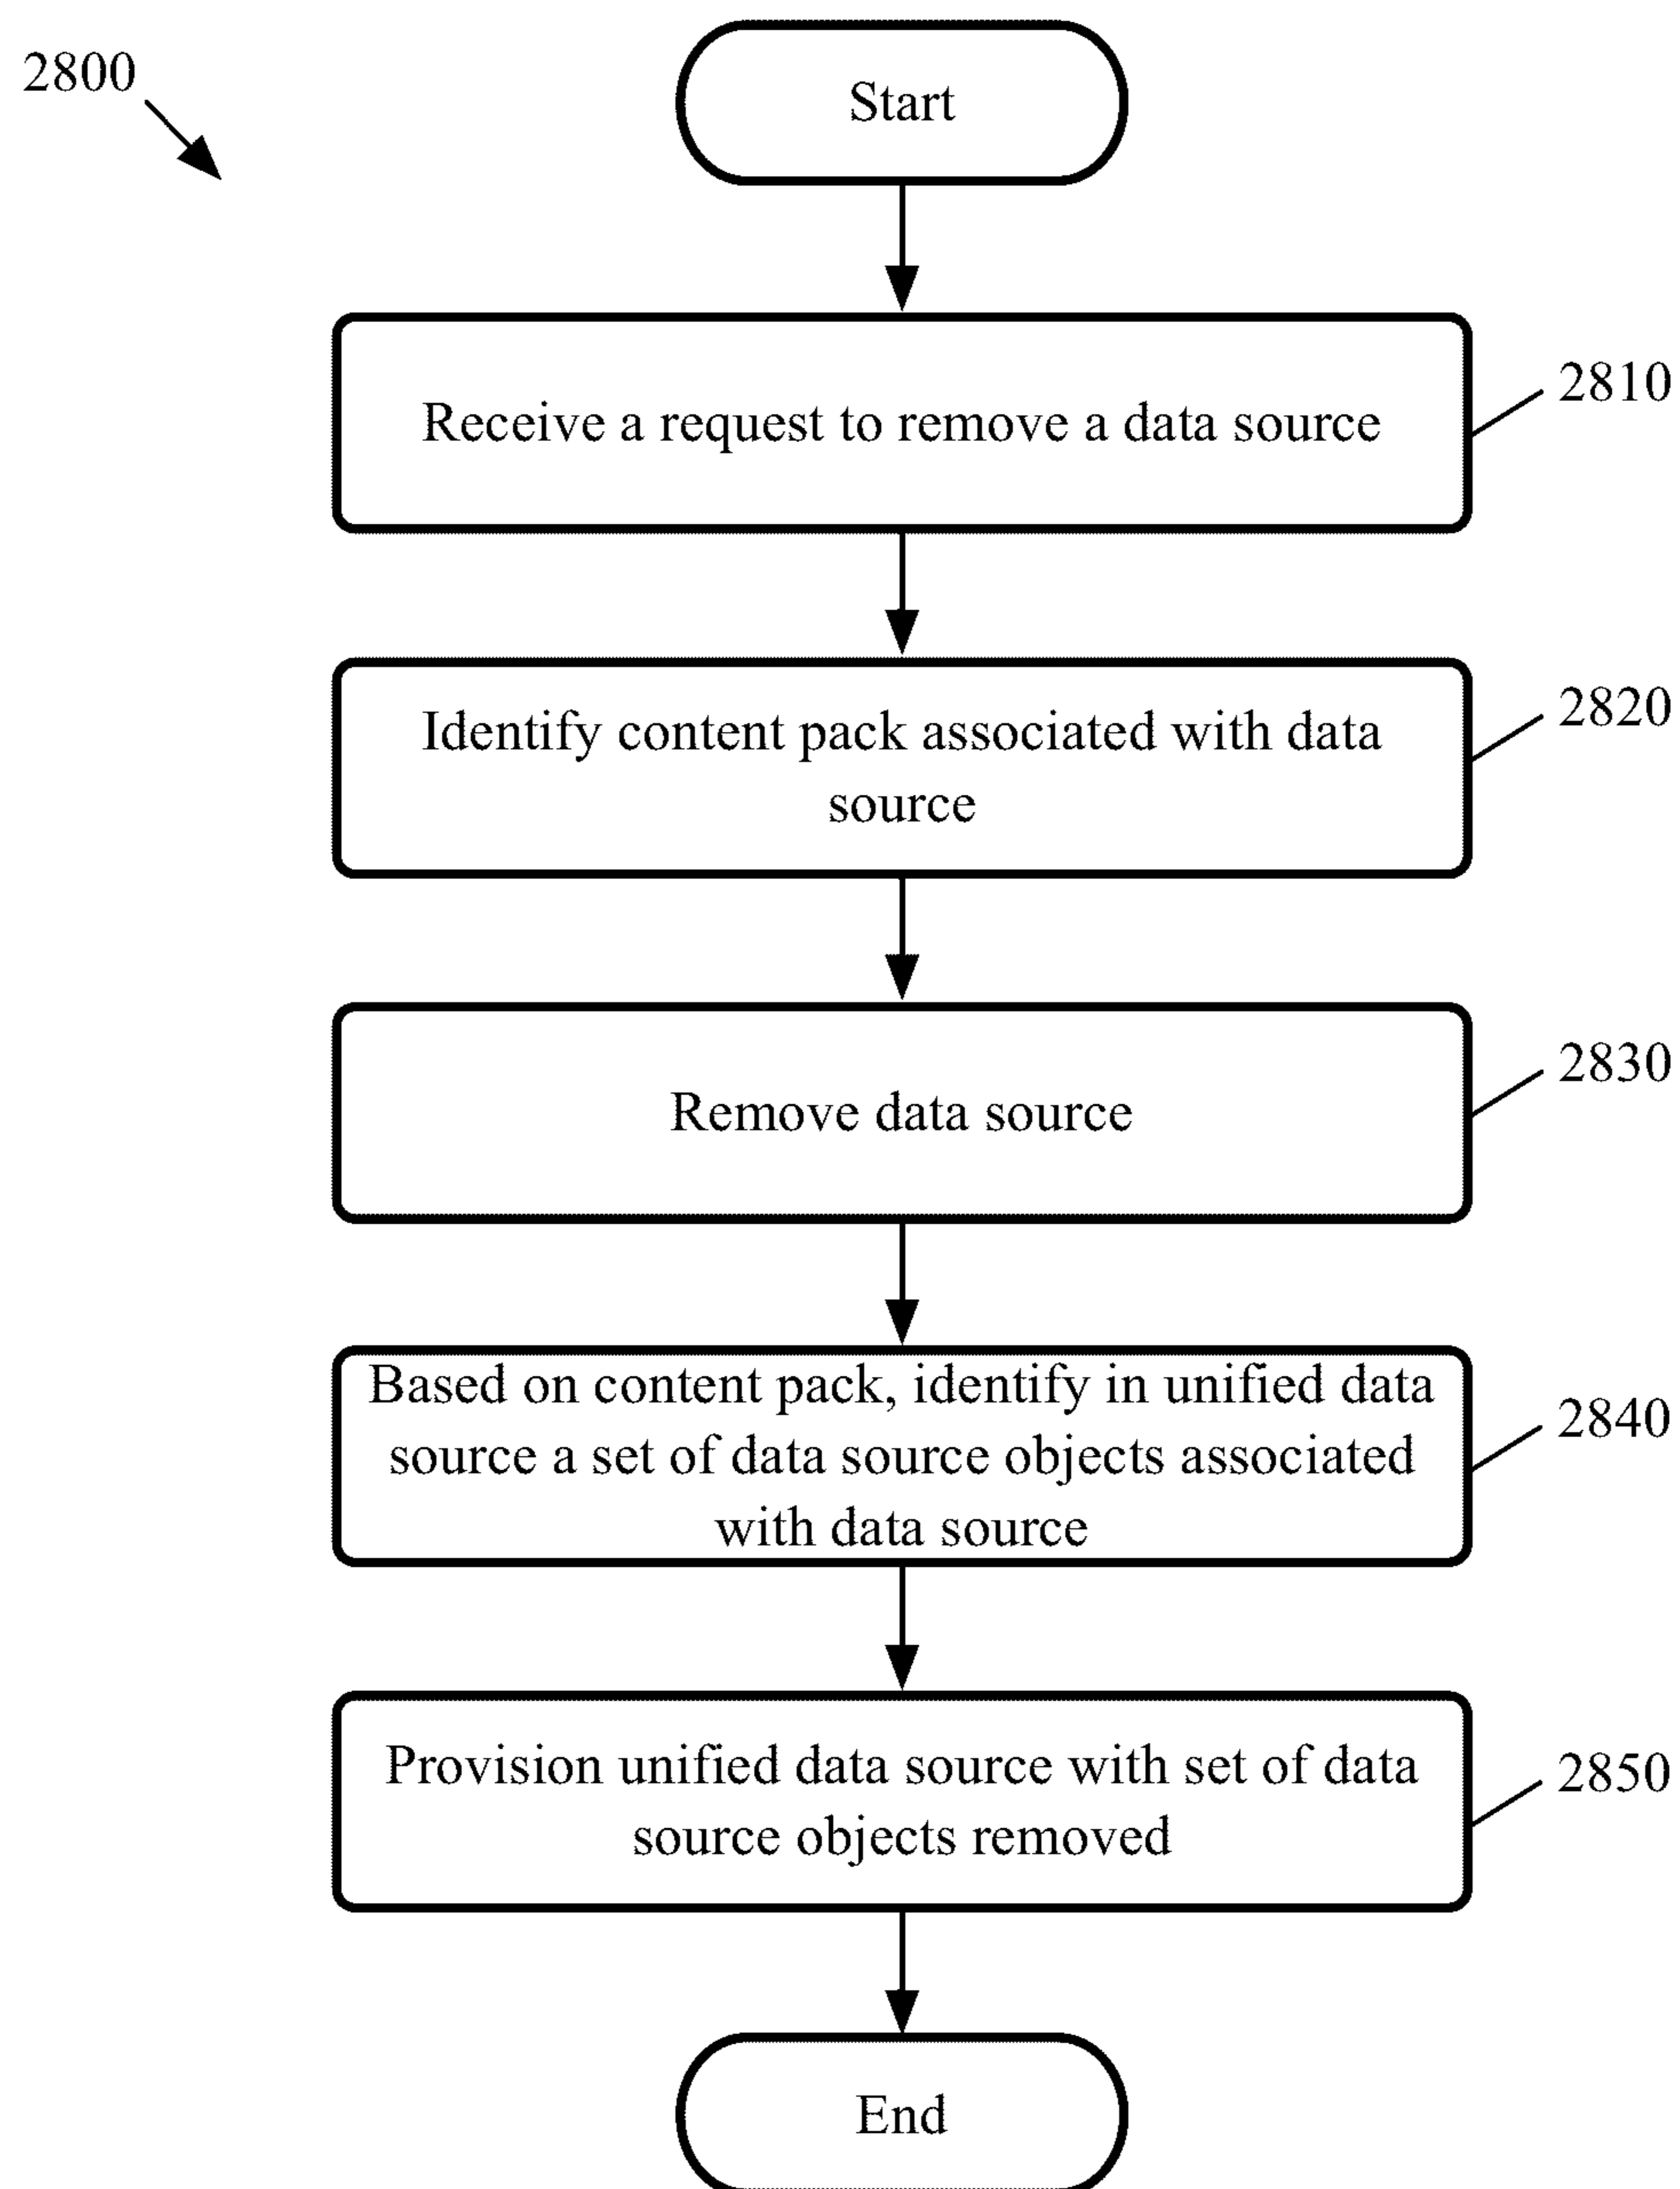 2800
Start
Receive a request to remove a data source
2810
Identify content pack associated with data
source
2820
Remove data source
2830
Based on content pack, identify in unified data
source a set of data source objects associated
with data source
2840
Provision unified data source with set of data
source objects removed
2850
End